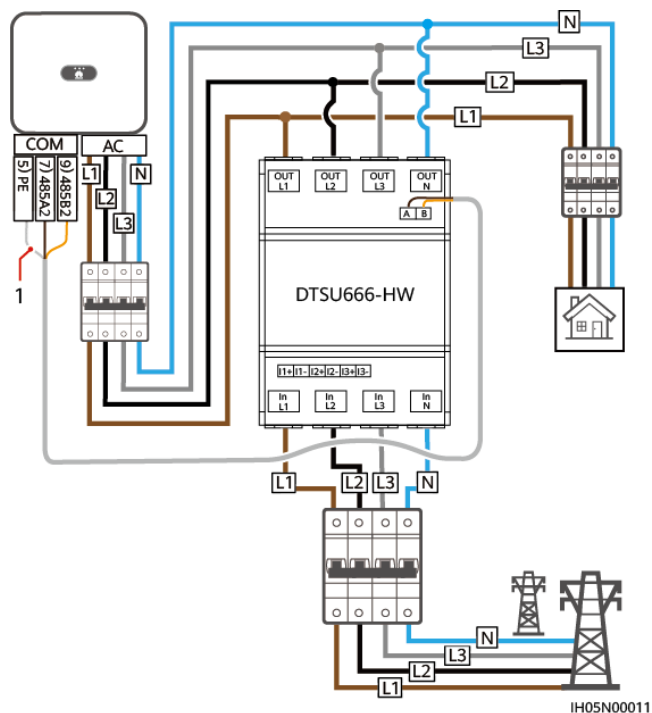 N
L3
L2
L1
COM
AC
5) PE
7) 485A2
9) 485B2
L1
L2
L3
N
1
OUT L1
OUT L2
OUT L3
OUT N
A B
DTSU666-HW
I1+ I1- I2+ I2- I3+ I3-
In L1
In L2
In L3
In N
L1
L2
L3
N
N
L3
L2
L1
IH05N00011